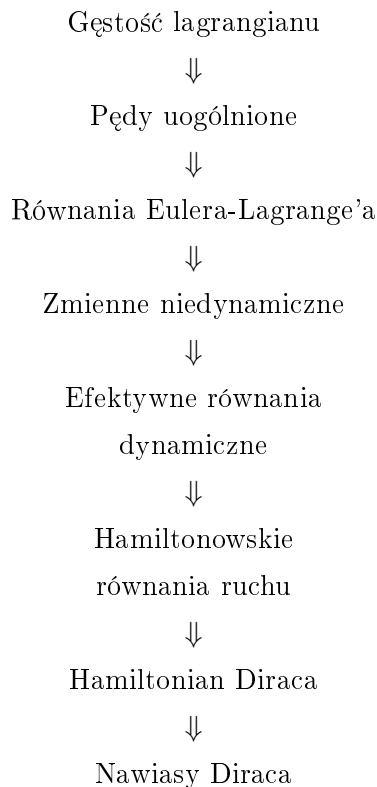 Gęstość lagrangianu
⇓
Pędy uogólnione
⇓
Równania Eulera-Lagrange'a
⇓
Zmienne niedynamiczne
⇓
Efektywne równania
dynamiczne
⇓
Hamiltonowskie
równania ruchu
⇓
Hamiltonian Diraca
⇓
Nawiasy Diraca